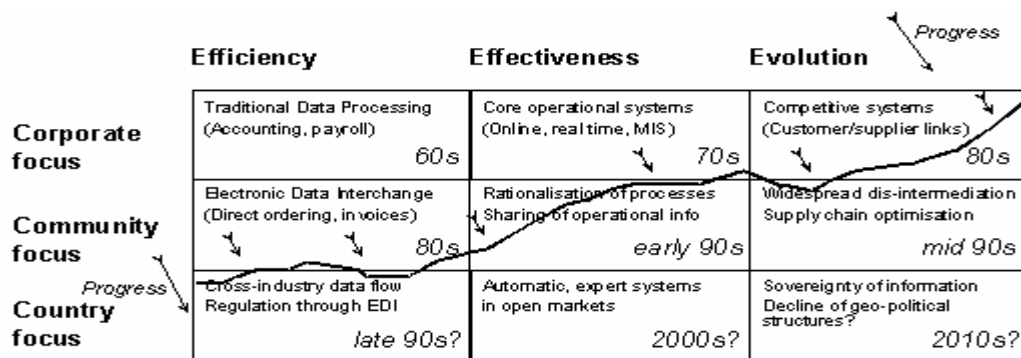 Progress
Efficiency
Effectiveness
Evolution
Corporate
focus
Traditional Data Processing
(Accounting, payroll)
60s
Core operational systems
(Online, real time, MIS)
70s
Competitive systems
(Customer/supplier links)
80s
Community
focus
Electronic Data Interchange
(Direct ordering, invoices)
80s
Rationalisation of processes
Sharing of operational info
early 90s
Widespread dis-intermediation
Supply chain optimisation
mid 90s
Progress
Country
focus
Cross-industry data flow
Regulation through EDI
late 90s?
Automatic, expert systems
in open markets
2000s?
Sovereignty of information
Decline of geo-political
structures?
2010s?